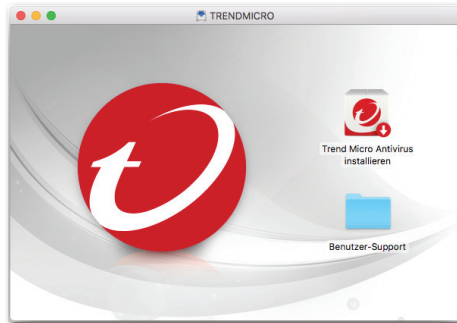 TRENDMICRO
Trend Micro Antivirus
installieren
Benutzer-Support